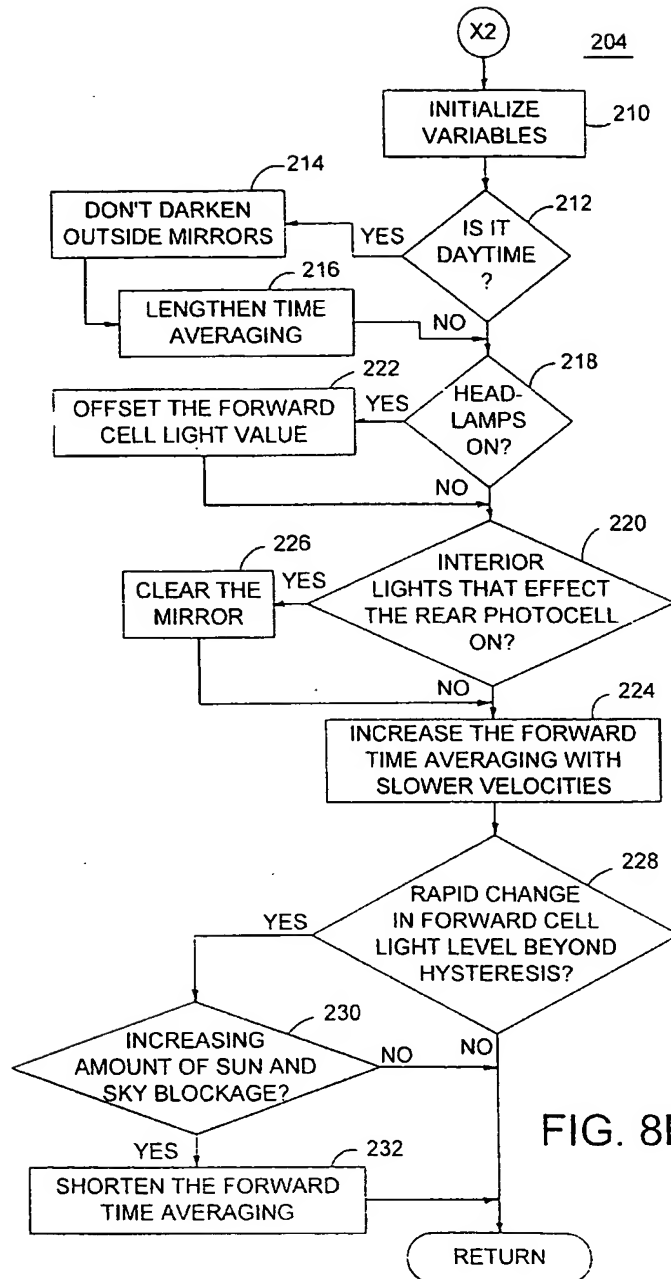 X2
204
INITIALIZE
VARIABLES
210
214
DON'T DARKEN
OUTSIDE MIRRORS
YES
IS IT
DAYTIME
?
212
216
LENGTHEN TIME
AVERAGING
NO
222
OFFSET THE FORWARD
CELL LIGHT VALUE
YES
HEAD-
LAMPS
ON?
218
NO
226
CLEAR THE
MIRROR
YES
INTERIOR
LIGHTS THAT EFFECT
THE REAR PHOTOCELL
ON?
220
NO
224
INCREASE THE FORWARD
TIME AVERAGING WITH
SLOWER VELOCITIES
228
YES
RAPID CHANGE
IN FORWARD CELL
LIGHT LEVEL BEYOND
HYSTERESIS?
230
INCREASING
AMOUNT OF SUN AND
SKY BLOCKAGE?
NO
NO
YES
232
SHORTEN THE FORWARD
TIME AVERAGING
FIG. 8
RETURN